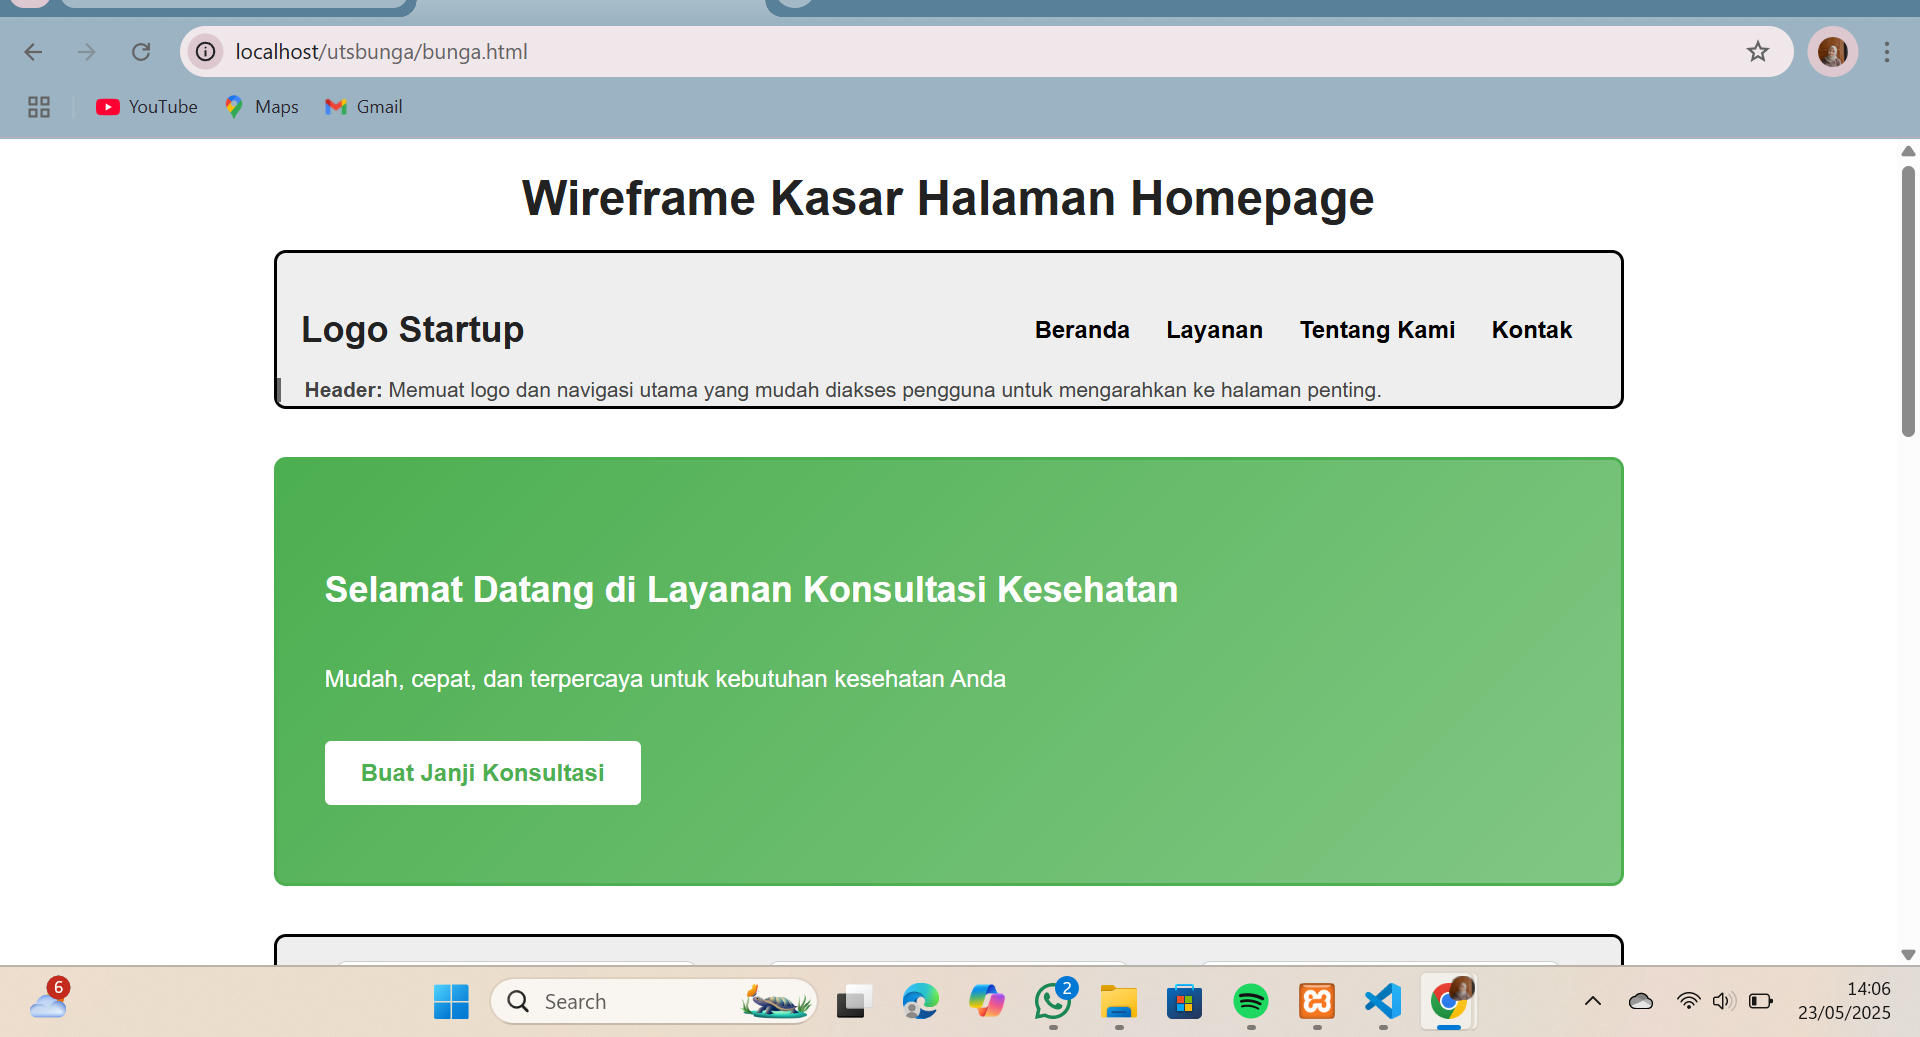 localhost/utsbunga/bunga.html
YouTube Maps Gmail
Wireframe Kasar Halaman Homepage
Logo Startup
Beranda Layanan Tentang Kami Kontak
Header: Memuat logo dan navigasi utama yang mudah diakses pengguna untuk mengarahkan ke halaman penting.
Selamat Datang di Layanan Konsultasi Kesehatan
Mudah, cepat, dan terpercaya untuk kebutuhan kesehatan Anda
Buat Janji Konsultasi
6
Search
2
14:06
23/05/2025